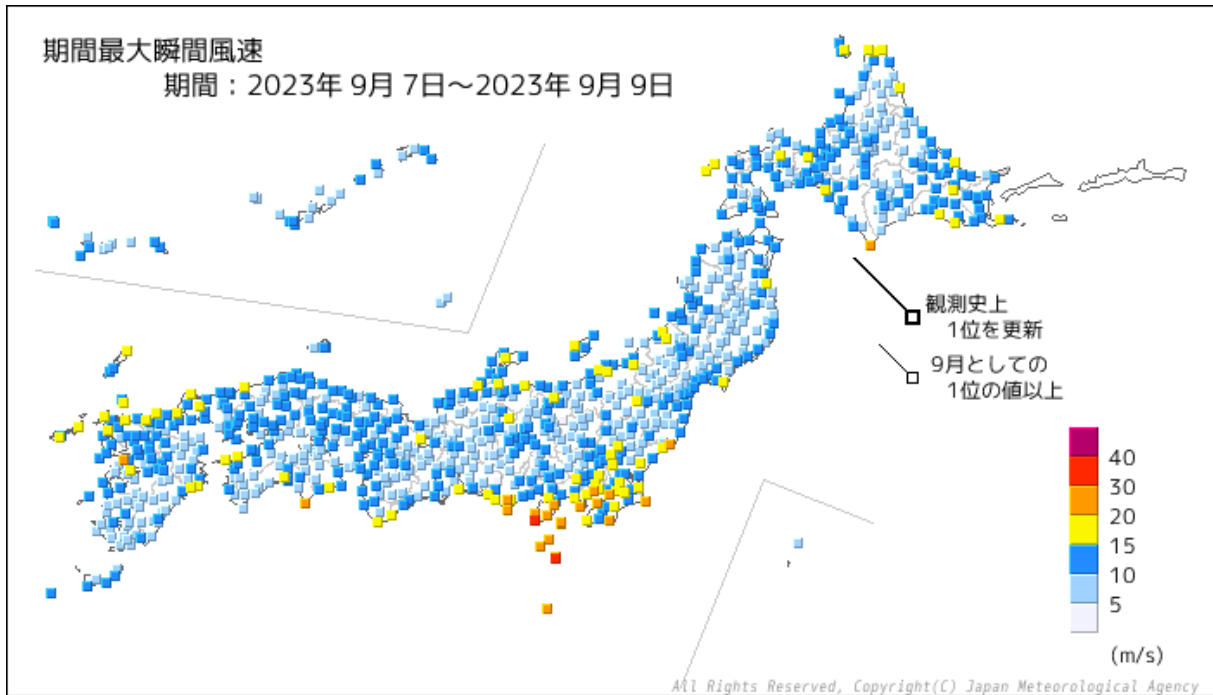 期間最大瞬間風速
期間：2023年 9月 7日～2023年 9月 9日
観測史上
1位を更新
9月としての
1位の値以上
40
30
20
15
10
5
(m/s)
All Rights Reserved, Copyright(C) Japan Meteorological Agency